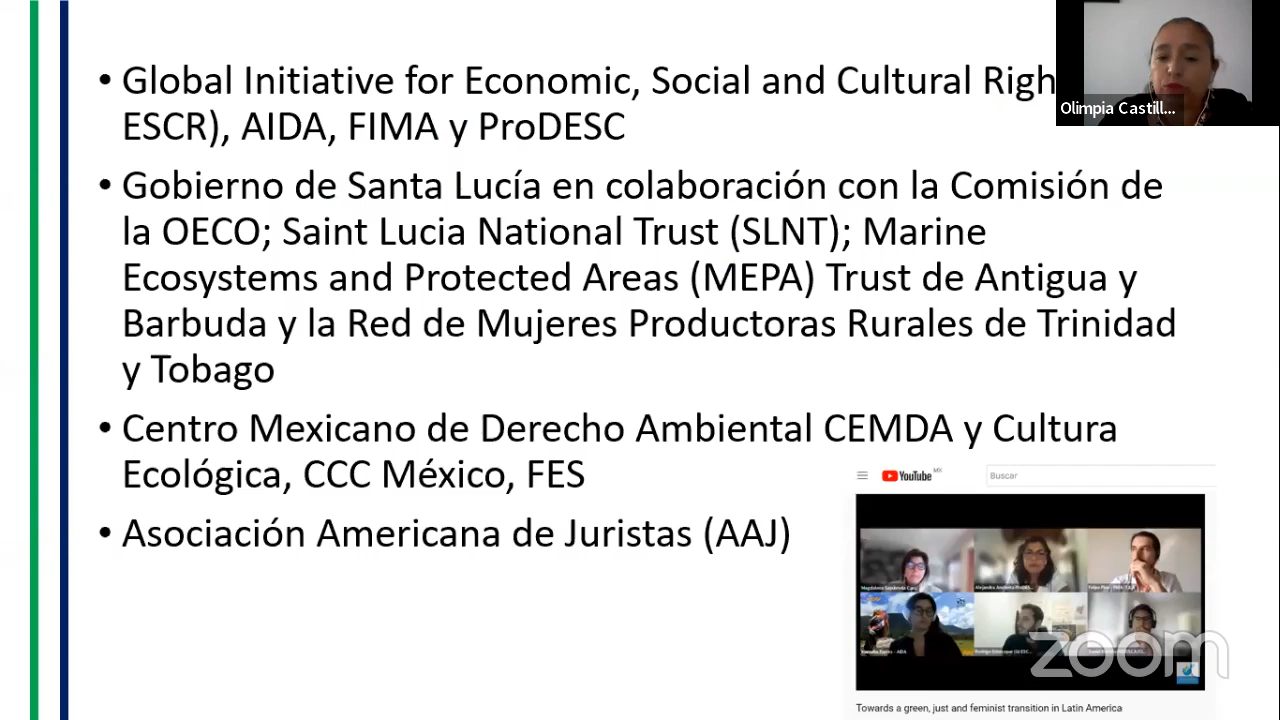 • Global Initiative for Economic, Social and Cultural Righ
ESCR), AIDA, FIMA y ProDESC
• Gobierno de Santa Lucía en colaboración con la Comisión de
la OECO; Saint Lucia National Trust (SLNT); Marine
Ecosystems and Protected Areas (MEPA) Trust de Antigua y
Barbuda y la Red de Mujeres Productoras Rurales de Trinidad
y Tobago
• Centro Mexicano de Derecho Ambiental CEMDA y Cultura
Ecológica, CCC México, FES
• Asociación Americana de Juristas (AAJ)
Olimpia Castill...
YouTube MX
Buscar
zoom
Towards a green, just and feminist transition in Latin America